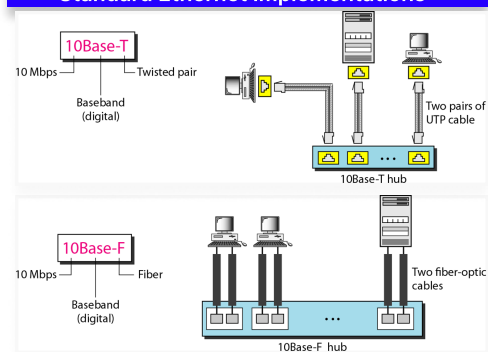 Standard Ethernet Implementations
10Base-T
10 Mbps
Twisted pair
Baseband
(digital)
Two pairs of
UTP cable
...
10Base-T hub
10Base-F
10 Mbps
Fiber
Baseband
(digital)
Two fiber-optic
cables
...
10Base-F hub